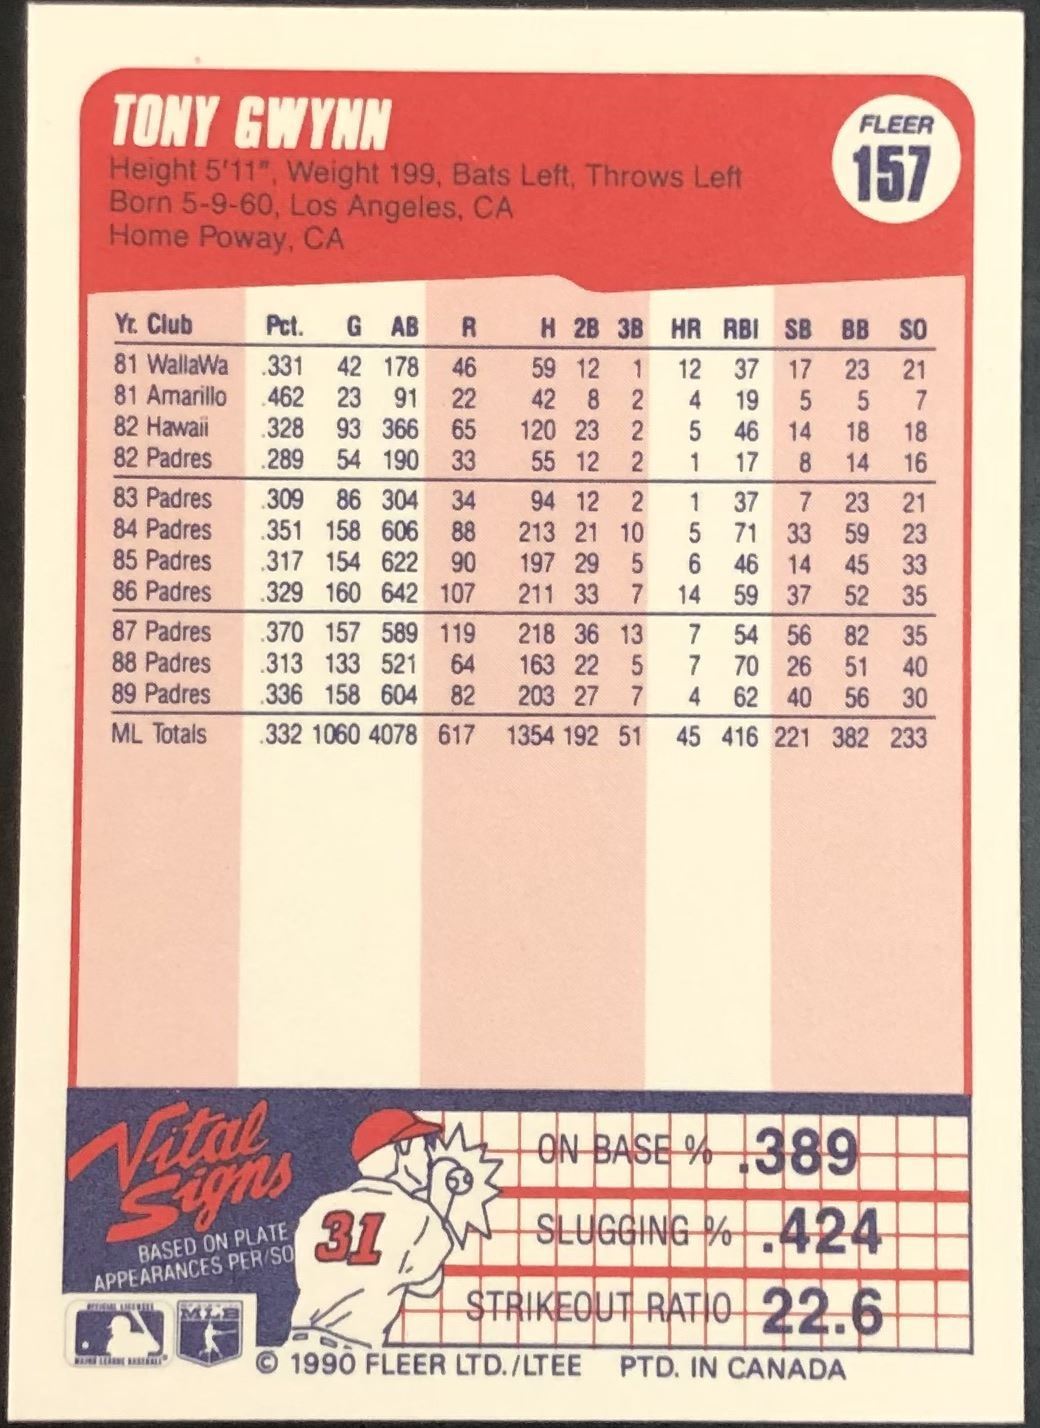 TONY GWYNN
FLEER
157
Height 5'11", Weight 199, Bats Left, Throws Left
Born 5-9-60, Los Angeles, CA
Home Poway, CA
Yr. Club Pct. G AB R H 2B 3B HR RBI SB BB SO
81 WallaWa .331 42 178 46 59 12 1 12 37 17 23 21
81 Amarillo .462 23 91 22 42 8 2 4 19 5 5 7
82 Hawaii .328 93 366 65 120 23 2 5 46 14 18 18
82 Padres .289 54 190 33 55 12 2 1 17 8 14 16
83 Padres .309 86 304 34 94 12 2 1 37 7 23 21
84 Padres .351 158 606 88 213 21 10 5 71 33 59 23
85 Padres .317 154 622 90 197 29 5 6 46 14 45 33
86 Padres .329 160 642 107 211 33 7 14 59 37 52 35
87 Padres .370 157 589 119 218 36 13 7 54 56 82 35
88 Padres .313 133 521 64 163 22 5 7 70 26 51 40
89 Padres .336 158 604 82 203 27 7 4 62 40 56 30
ML Totals .332 1060 4078 617 1354 192 51 45 416 221 382 233
Vital
Signs
BASED ON PLATE
APPEARANCES PER/SO
31
ON BASE % .389
SLUGGING % .424
STRIKEOUT RATIO 22.6
OFFICIAL LICENSEE
MAJOR LEAGUE BASEBALL
MLB
© 1990 FLEER LTD./LTEE PTD. IN CANADA